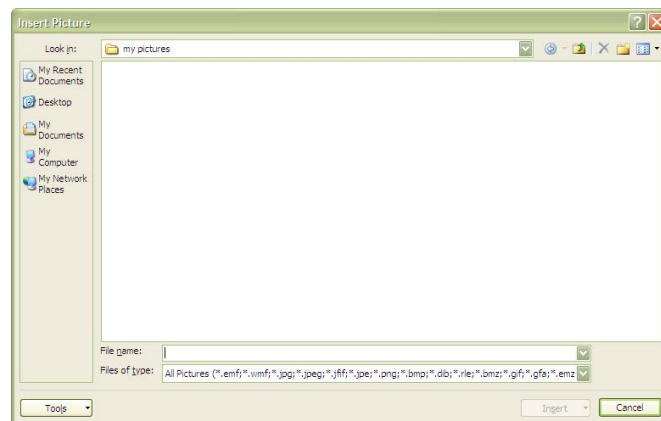 Insert Picture
Look in:
my pictures
My Recent
Documents
Desktop
My
Documents
My
Computer
My Network
Places
File name:
Files of type:
All Pictures (*.emf;*.wmf;*.jpg;*.jpeg;*.jfif;*.jpe;*.png;*.bmp;*.dib;*.rle;*.bmz;*.gif;*.gfa;*.emz
Tools
Insert
Cancel